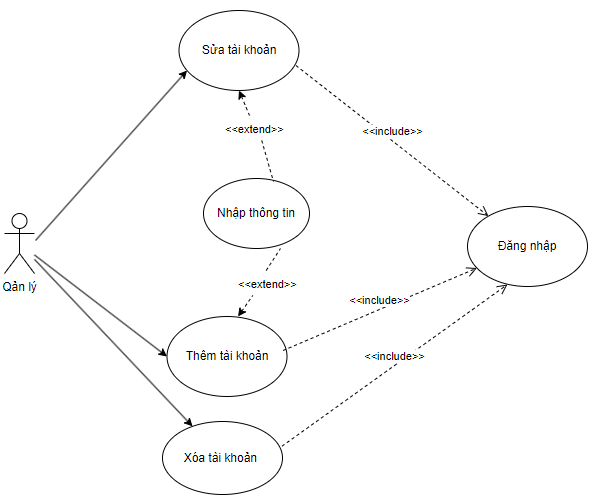 Sửa tài khoản
<<extend>>
<<include>>
Nhập thông tin
Đăng nhập
Qản lý
<<extend>>
<<include>>
Thêm tài khoản
<<include>>
Xóa tài khoản